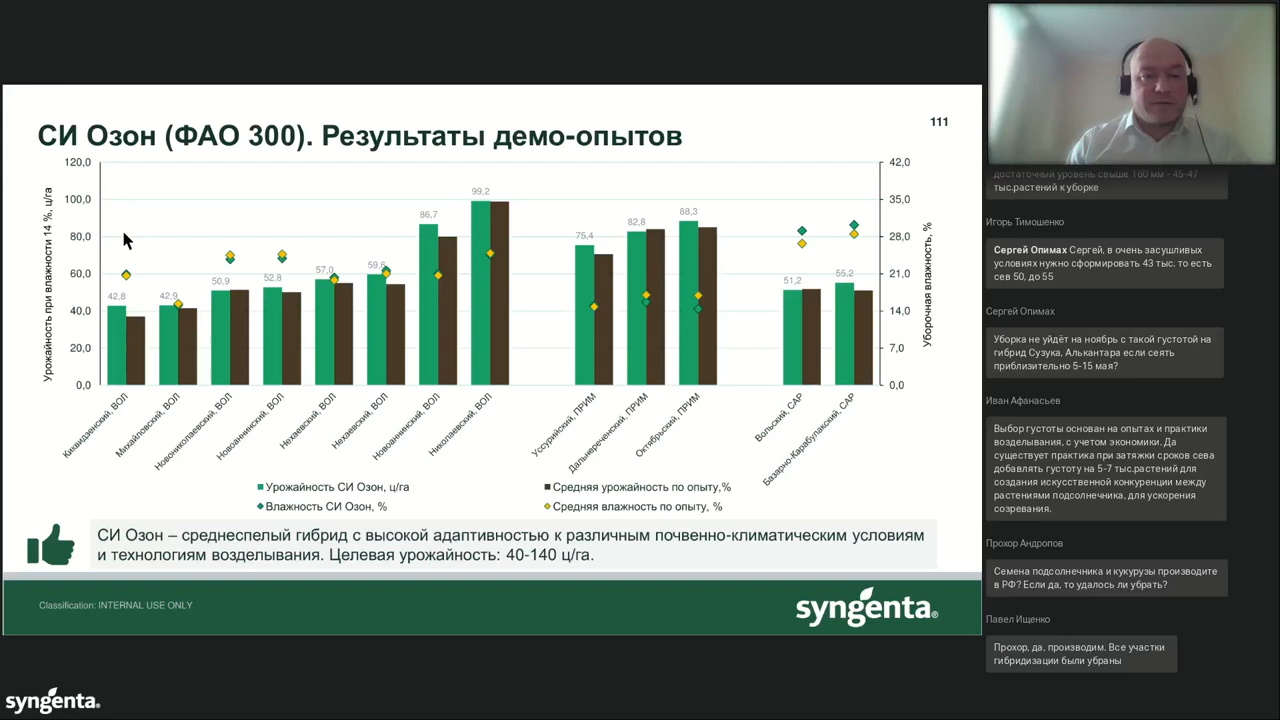 СИ Озон (ФАО 300). Результаты демо-опытов
111
Урожайность при влажности 14 %, ц/га
120,0
100,0
80,0
60,0
40,0
20,0
0,0
42,8
42,9
50,9
52,8
57,0
59,6
86,7
99,2
75,4
82,8
88,3
51,2
55,2
42,0
35,0
28,0
21,0
14,0
7,0
0,0
Уборочная влажность, %
Киквидзенский, ВОЛ
Михайловский, ВОЛ
Новониколаевский, ВОЛ
Новоаннинский, ВОЛ
Нехаевский, ВОЛ
Нехаевский, ВОЛ
Новоаннинский, ВОЛ
Николаевский, ВОЛ
Уссурийский, ПРИМ
Дальнереченский, ПРИМ
Октябрьский, ПРИМ
Вольский, САР
Базарно-Карабулакский, САР
Урожайность СИ Озон, ц/га
Средняя урожайность по опыту,%
Влажность СИ Озон, %
Средняя влажность по опыту, %
СИ Озон – среднеспелый гибрид с высокой адаптивностью к различным почвенно-климатическим условиям
и технологиям возделывания. Целевая урожайность: 40-140 ц/га.
Classification: INTERNAL USE ONLY
syngenta®
syngenta.
достаточный уровень свыше 160 мм - 45-47
тыс.растений к уборке
Игорь Тимошенко
Сергей Опимах Сергей, в очень засушливых
условиях нужно сформировать 43 тыс. то есть
сев 50, до 55
Сергей Опимах
Уборка не уйдёт на ноябрь с такой густотой на
гибрид Сузука, Алькантара если сеять
приблизительно 5-15 мая?
Иван Афанасьев
Выбор густоты основан на опытах и практики
возделывания, с учетом экономики. Да
существует практика при затяжки сроков сева
добавлять густоту на 5-7 тыс.растений для
создания искусственной конкуренции между
растениями подсолнечника, для ускорения
созревания.
Прохор Андропов
Семена подсолнечника и кукурузы производите
в РФ? Если да, то удалось ли убрать?
Павел Ищенко
Прохор, да, производим. Все участки
гибридизации были убраны